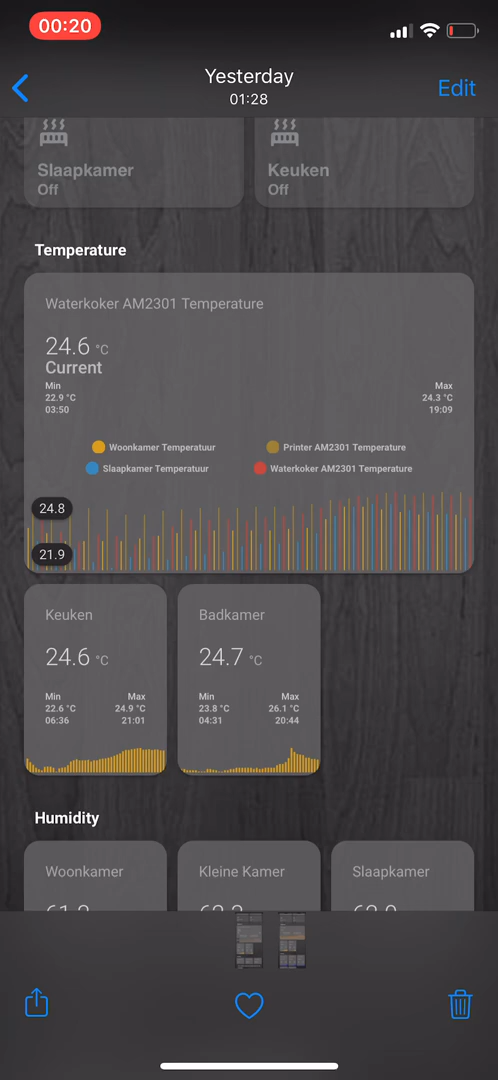 00:20
Yesterday
01:28
Edit
Slaapkamer
Off
Keuken
Off
Temperature
Waterkoker AM2301 Temperature
24.6 °C
Current
Min
22.9 °C
03:50
Max
24.3 °C
19:09
Woonkamer Temperatuur
Printer AM2301 Temperature
Slaapkamer Temperatuur
Waterkoker AM2301 Temperature
24.8
21.9
Keuken
24.6 °C
Min
22.6 °C
06:36
Max
24.9 °C
21:01
Badkamer
24.7 °C
Min
23.8 °C
04:31
Max
26.1 °C
20:44
Humidity
Woonkamer
Kleine Kamer
Slaapkamer